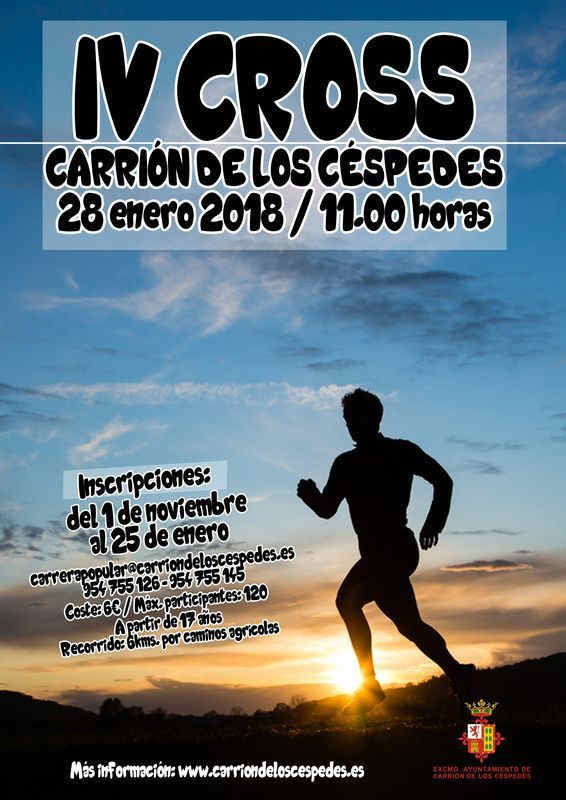 IV CROSS
CARRIÓN DE LOS CÉSPEDES
28 enero 2018 / 11.00 horas
Inscripciones:
del 1 de noviembre
al 25 de enero
carrerapopular@carriondeloscespedes.es
954 755 126 - 954 755 145
Coste: 6€ / Máx. participantes: 120
A partir de 17 años
Recorrido: 6kms. por caminos agrícolas
EXCMO. AYUNTAMIENTO DE
CARRIÓN DE LOS CÉSPEDES
Más información: www.carriondeloscespedes.es